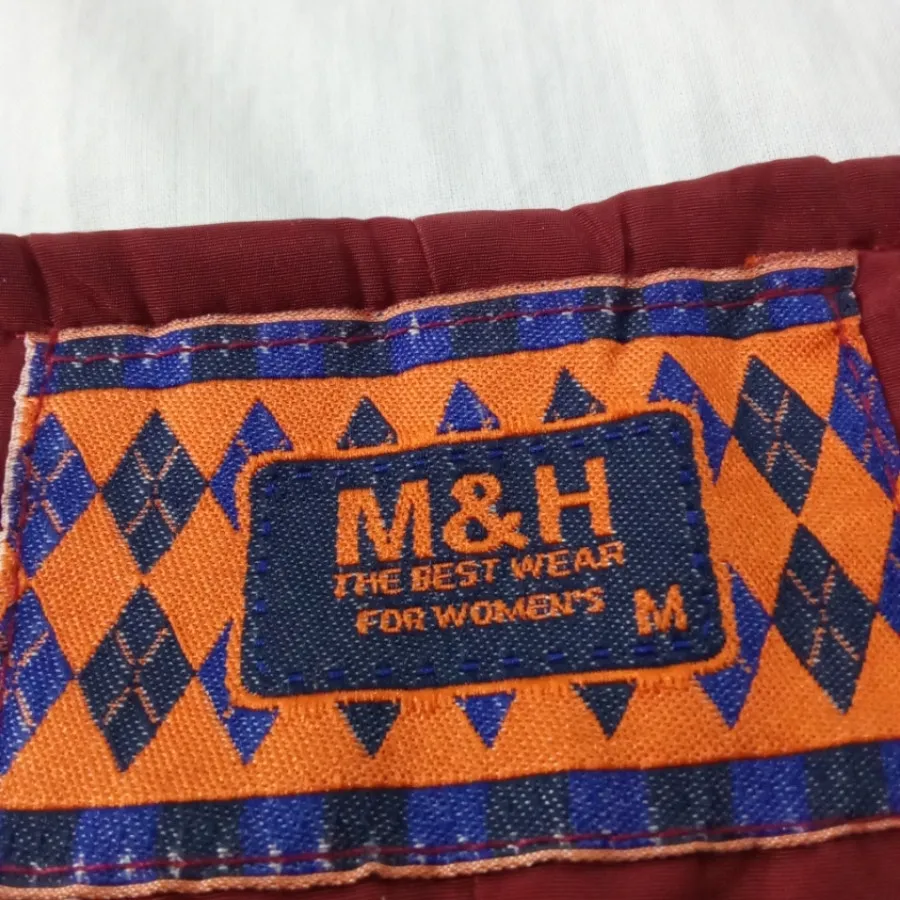 M&H
THE BEST WEAR
FOR WOMEN'S
M